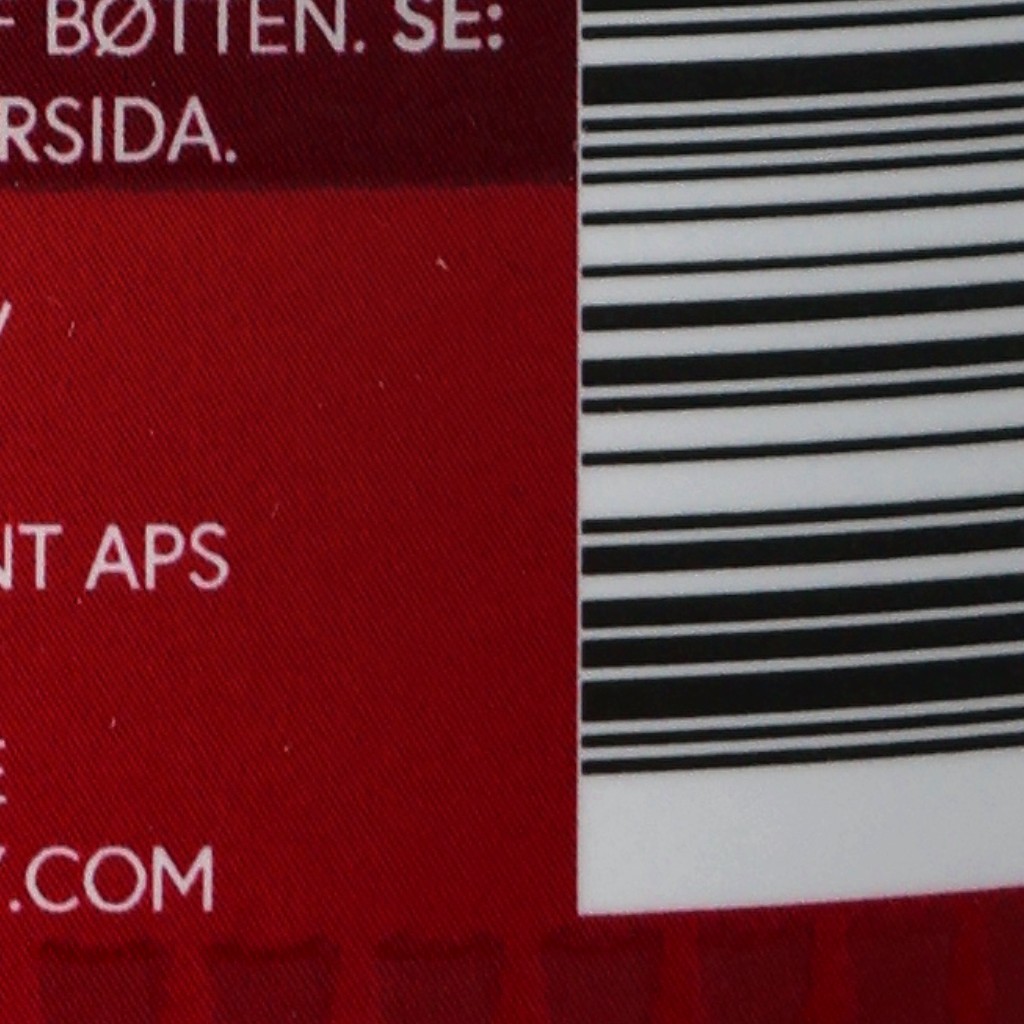 BØTTEN. SE:
RSIDA.
NT APS
.COM